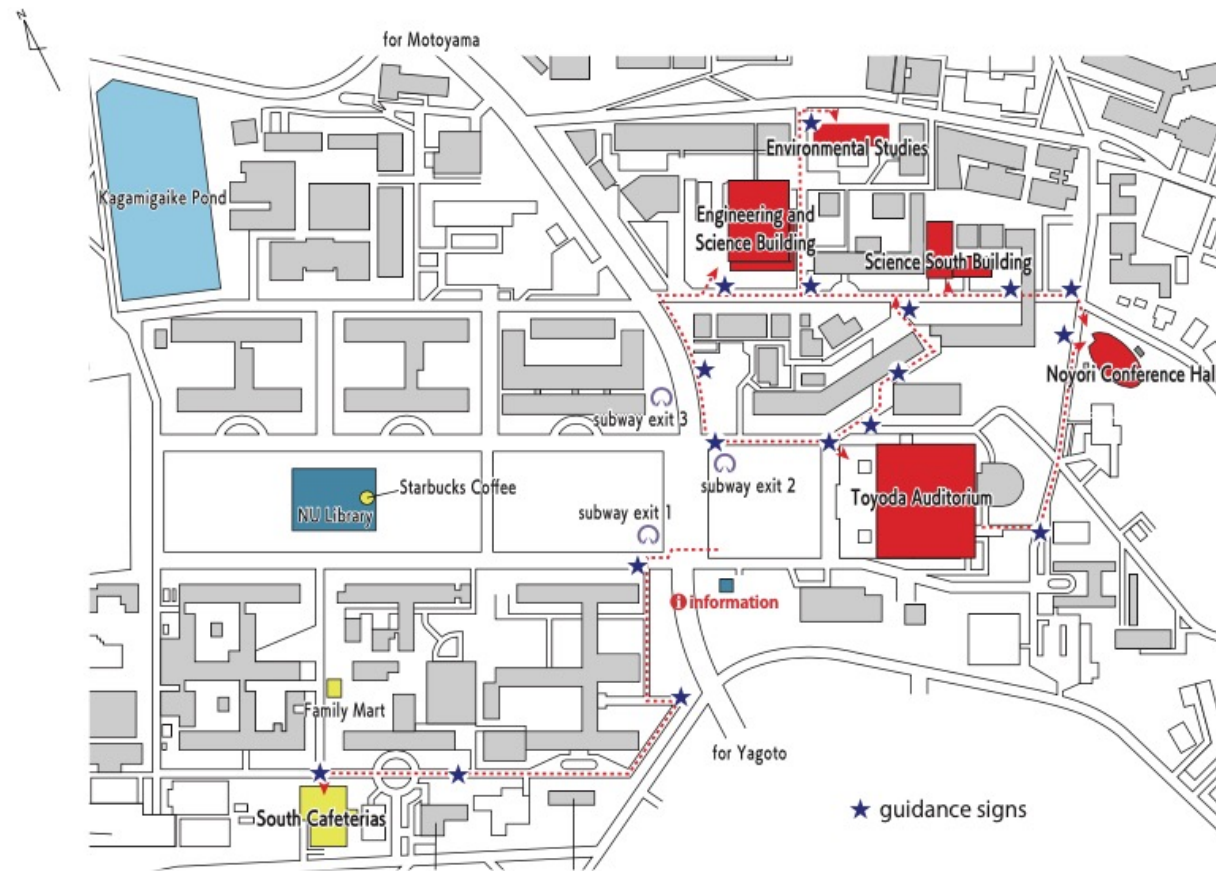 N
for Motoyama
Environmental Studies
Kagamigaike Pond
Engineering and
Science Building
Science South Building
Noyori Conference Hall
subway exit 3
Starbucks Coffee
NU Library
subway exit 1
subway exit 2
Toyoda Auditorium
i information
Family Mart
for Yagoto
South Cafeterias
★ guidance signs